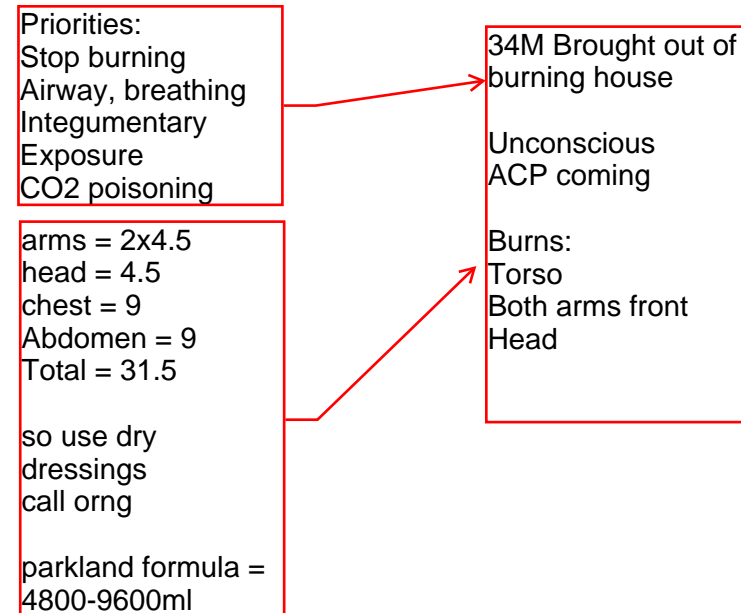 Priorities:
Stop burning
Airway, breathing
Integumentary
Exposure
CO2 poisoning
arms = 2x4.5
head = 4.5
chest = 9
Abdomen = 9
Total = 31.5
so use dry
dressings
call orng
parkland formula =
4800-9600ml
34M Brought out of
burning house
Unconscious
ACP coming
Burns:
Torso
Both arms front
Head